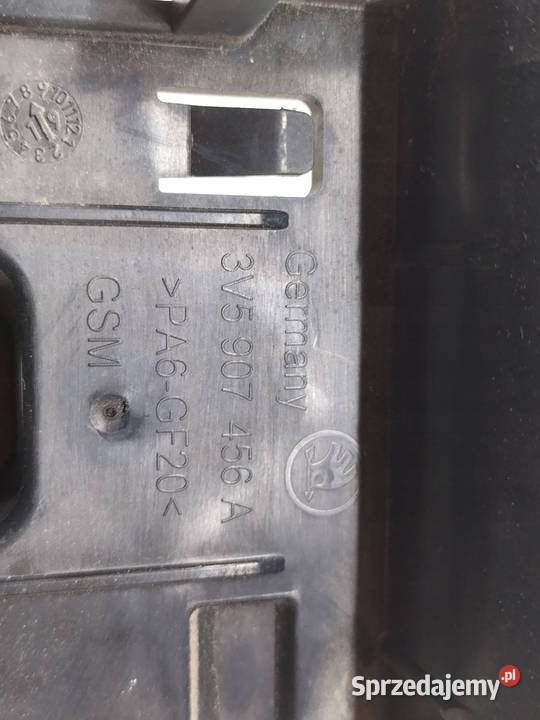 Germany
3V5 907 456 A
>PA6-GF20<
GSM
Sprzedajemy.pl